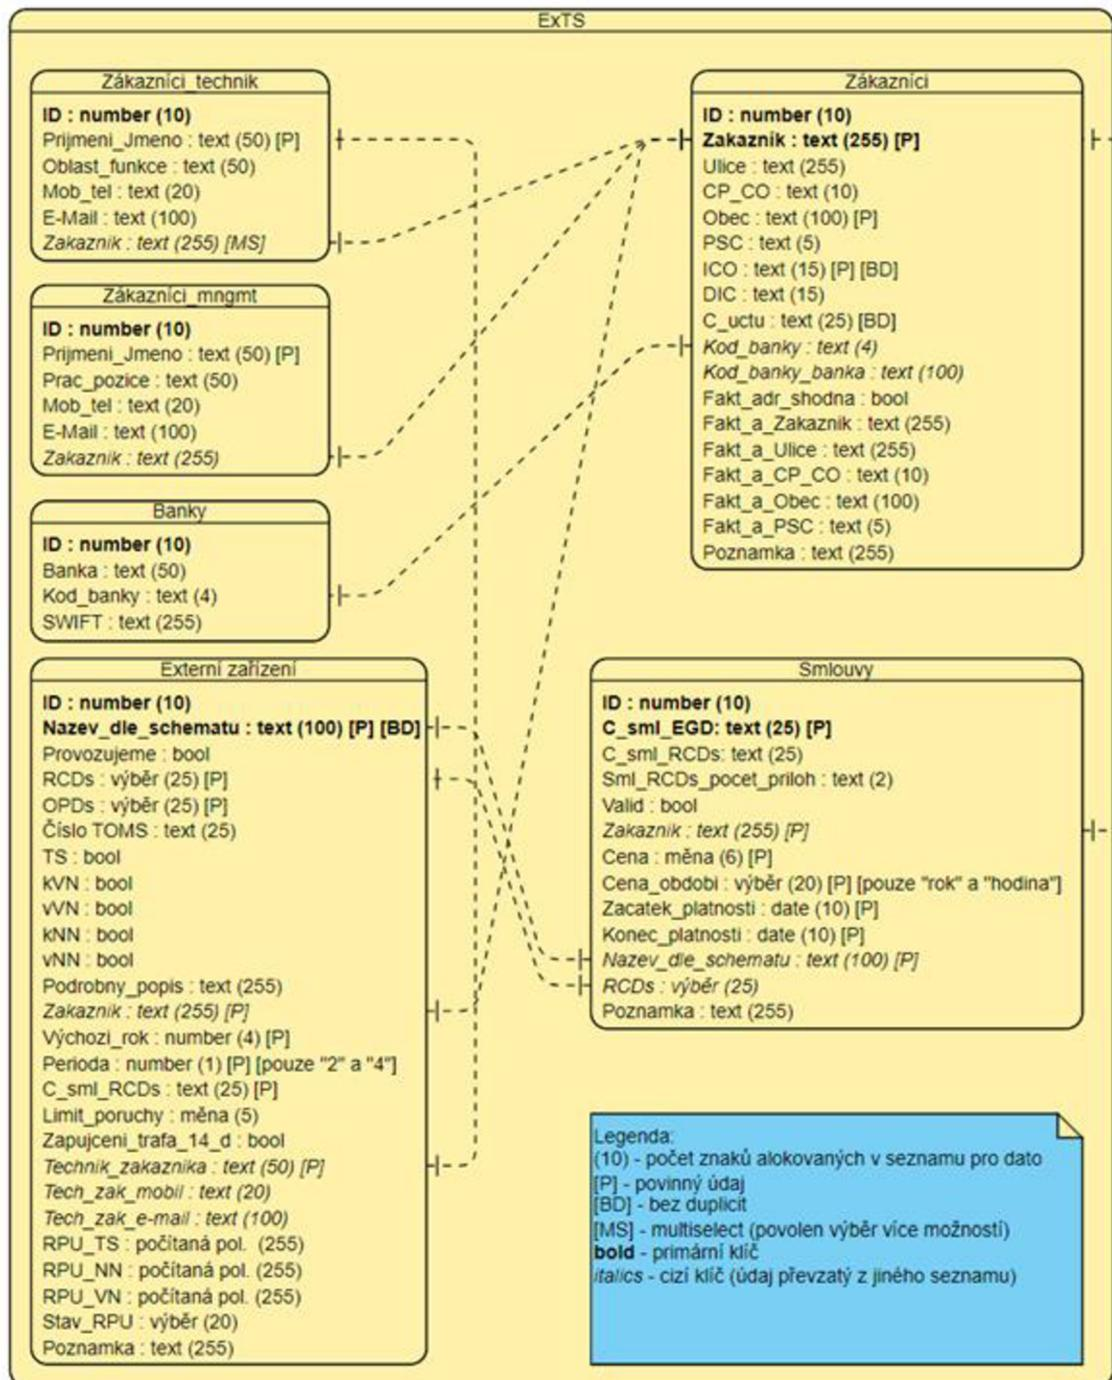 ExTS
Zákazníci_technik
ID : number (10)
Prijmeni_Jmeno : text (50) [P]
Oblast_funkce : text (50)
Mob_tel : text (20)
E-Mail : text (100)
Zakaznik : text (255) [MS]
Zákazníci_mngmt
ID : number (10)
Prijmeni_Jmeno : text (50) [P]
Prac_pozice : text (50)
Mob_tel : text (20)
E-Mail : text (100)
Zakaznik : text (255)
Banky
ID : number (10)
Banka : text (50)
Kod_banky : text (4)
SWIFT : text (255)
Zákazníci
ID : number (10)
Zakaznik : text (255) [P]
Ulice : text (255)
CP_CO : text (10)
Obec : text (100) [P]
PSC : text (5)
ICO : text (15) [P] [BD]
DIC : text (15)
C_uctu : text (25) [BD]
Kod_banky : text (4)
Kod_banky_banka : text (100)
Fakt_adr_shodna : bool
Fakt_a_Zakaznik : text (255)
Fakt_a_Ulice : text (255)
Fakt_a_CP_CO : text (10)
Fakt_a_Obec : text (100)
Fakt_a_PSC : text (5)
Poznamka : text (255)
Externí zařízení
ID : number (10)
Nazev_dle_schematu : text (100) [P] [BD]
Provozujeme : bool
RCDs : výběr (25) [P]
OPDs : výběr (25) [P]
Číslo TOMS : text (25)
TS : bool
kVN : bool
vVN : bool
kNN : bool
vNN : bool
Podrobny_popis : text (255)
Zakaznik : text (255) [P]
Výchozi_rok : number (4) [P]
Perioda : number (1) [P] [pouze "2" a "4"]
C_sml_RCDs : text (25) [P]
Limit_poruchy : měna (5)
Zapujceni_trafa_14_d : bool
Technik_zakaznika : text (50) [P]
Tech_zak_mobil : text (20)
Tech_zak_e-mail : text (100)
RPU_TS : počítaná pol. (255)
RPU_NN : počítaná pol. (255)
RPU_VN : počítaná pol. (255)
Stav_RPU : výběr (20)
Poznamka : text (255)
Smlouvy
ID : number (10)
C_sml_EGD: text (25) [P]
C_sml_RCDs: text (25)
Sml_RCDs_pocet_priloh : text (2)
Valid : bool
Zakaznik : text (255) [P]
Cena : měna (6) [P]
Cena_obdobi : výběr (20) [P] [pouze "rok" a "hodina"]
Zacatek_platnosti : date (10) [P]
Konec_platnosti : date (10) [P]
Nazev_dle_schematu : text (100) [P]
RCDs : výběr (25)
Poznamka : text (255)
Legenda:
(10) - počet znaků alokovaných v seznamu pro dato
[P] - povinný údaj
[BD] - bez duplicit
[MS] - multiselect (povolen výběr více možností)
bold - primární klíč
italics - cizí klíč (údaj převzatý z jiného seznamu)